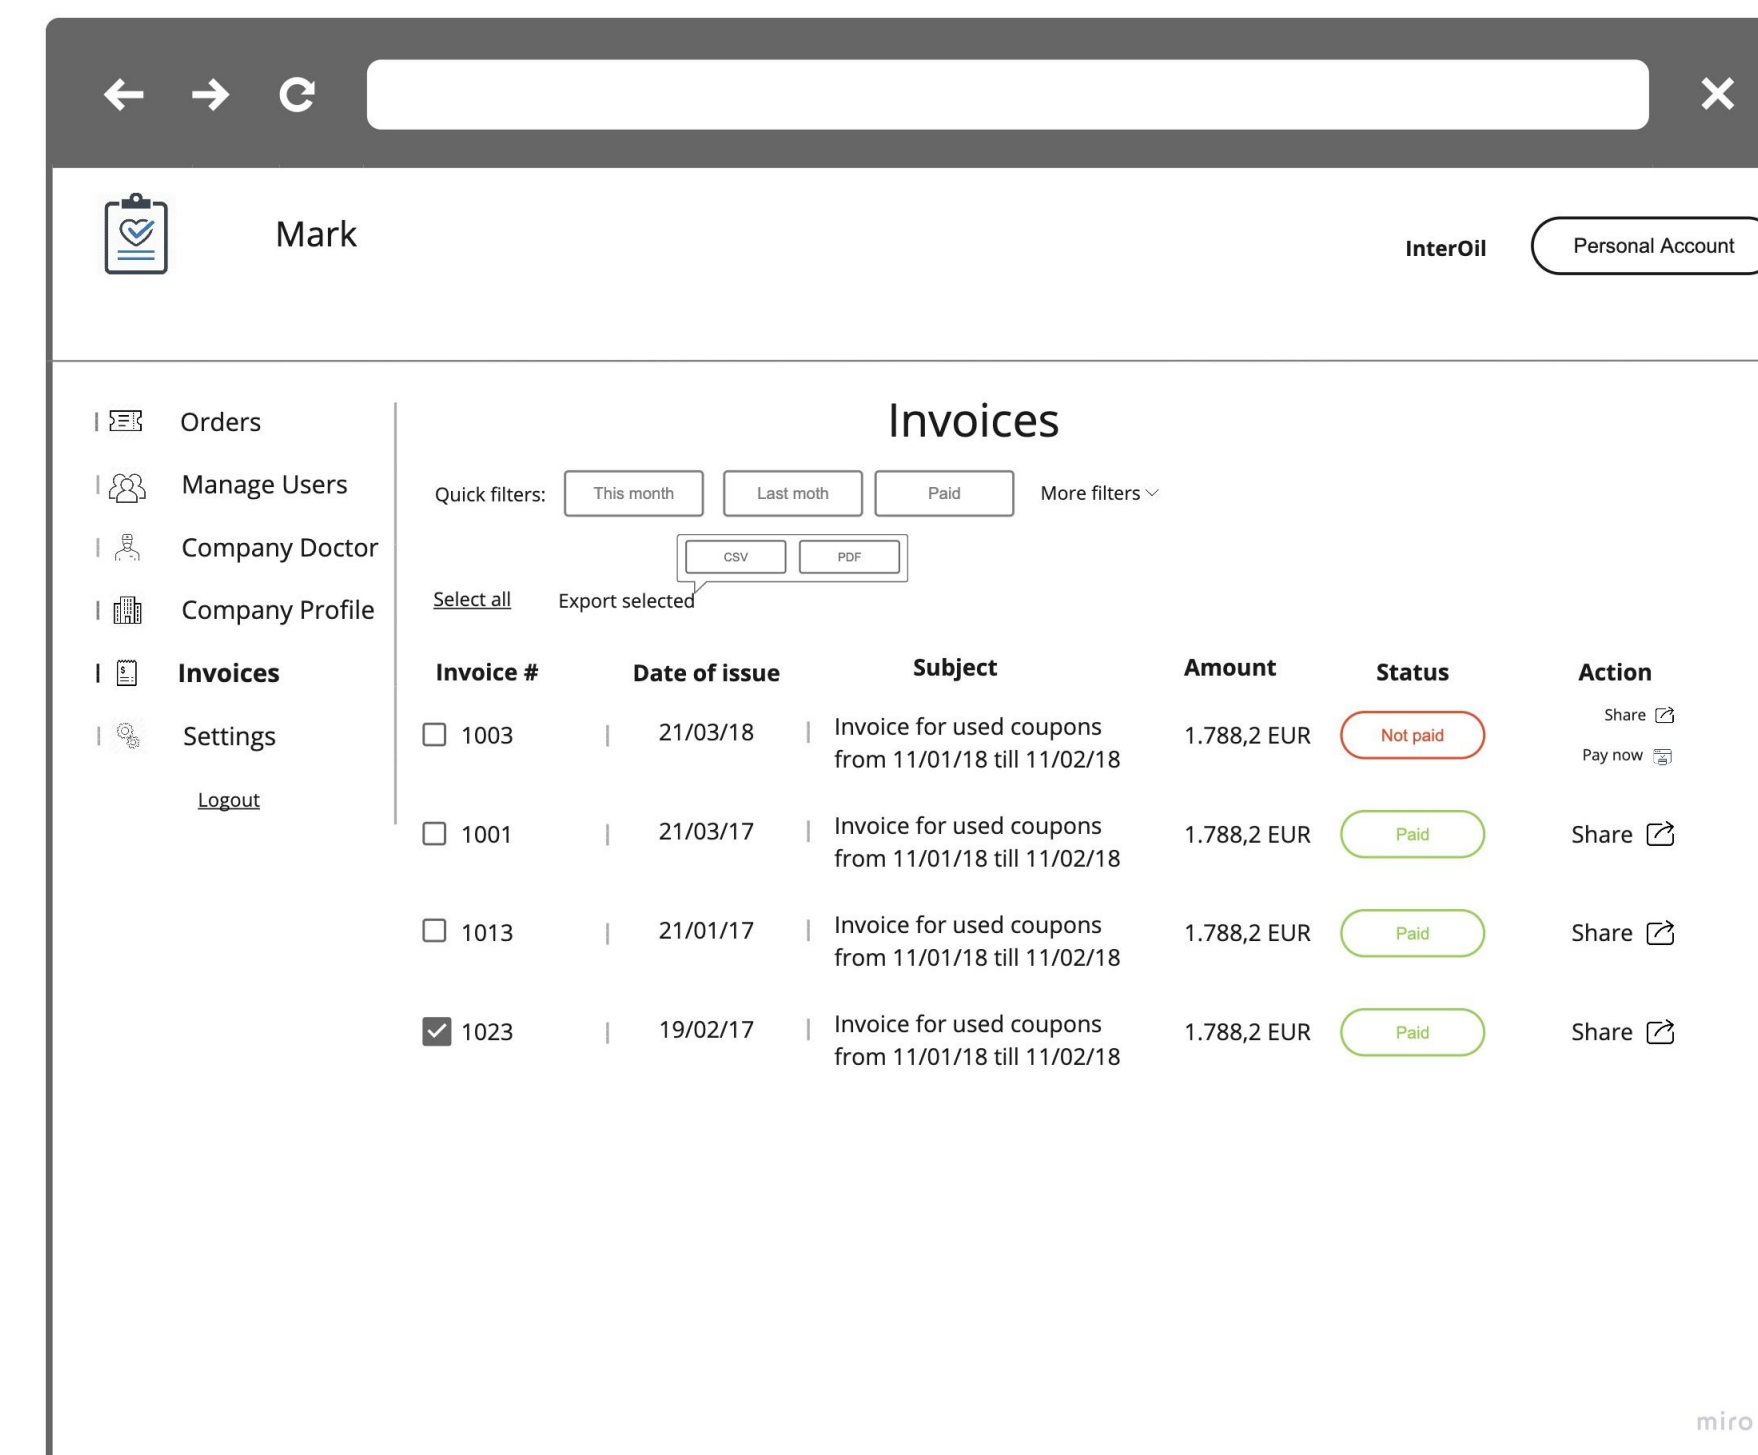 Mark
InterOil
Personal Account
Orders
Manage Users
Company Doctor
Company Profile
Invoices
Settings
Logout
Invoices
Quick filters: This month Last moth Paid More filters
CSV PDF
Select all Export selected
Invoice # Date of issue Subject Amount Status Action
1003 | 21/03/18 | Invoice for used coupons
from 11/01/18 till 11/02/18 1.788,2 EUR Not paid Share
Pay now
1001 | 21/03/17 | Invoice for used coupons
from 11/01/18 till 11/02/18 1.788,2 EUR Paid Share
1013 | 21/01/17 | Invoice for used coupons
from 11/01/18 till 11/02/18 1.788,2 EUR Paid Share
1023 | 19/02/17 | Invoice for used coupons
from 11/01/18 till 11/02/18 1.788,2 EUR Paid Share
miro